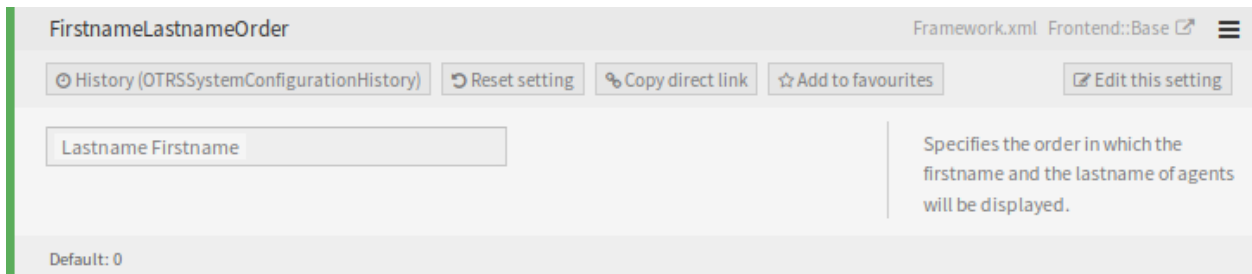 FirstnameLastnameOrder Framework.xml Frontend::Base
History (OTRSSystemConfigurationHistory) Reset setting Copy direct link Add to favourites Edit this setting
Lastname Firstname
Specifies the order in which the
firstname and the lastname of agents
will be displayed.
Default: 0